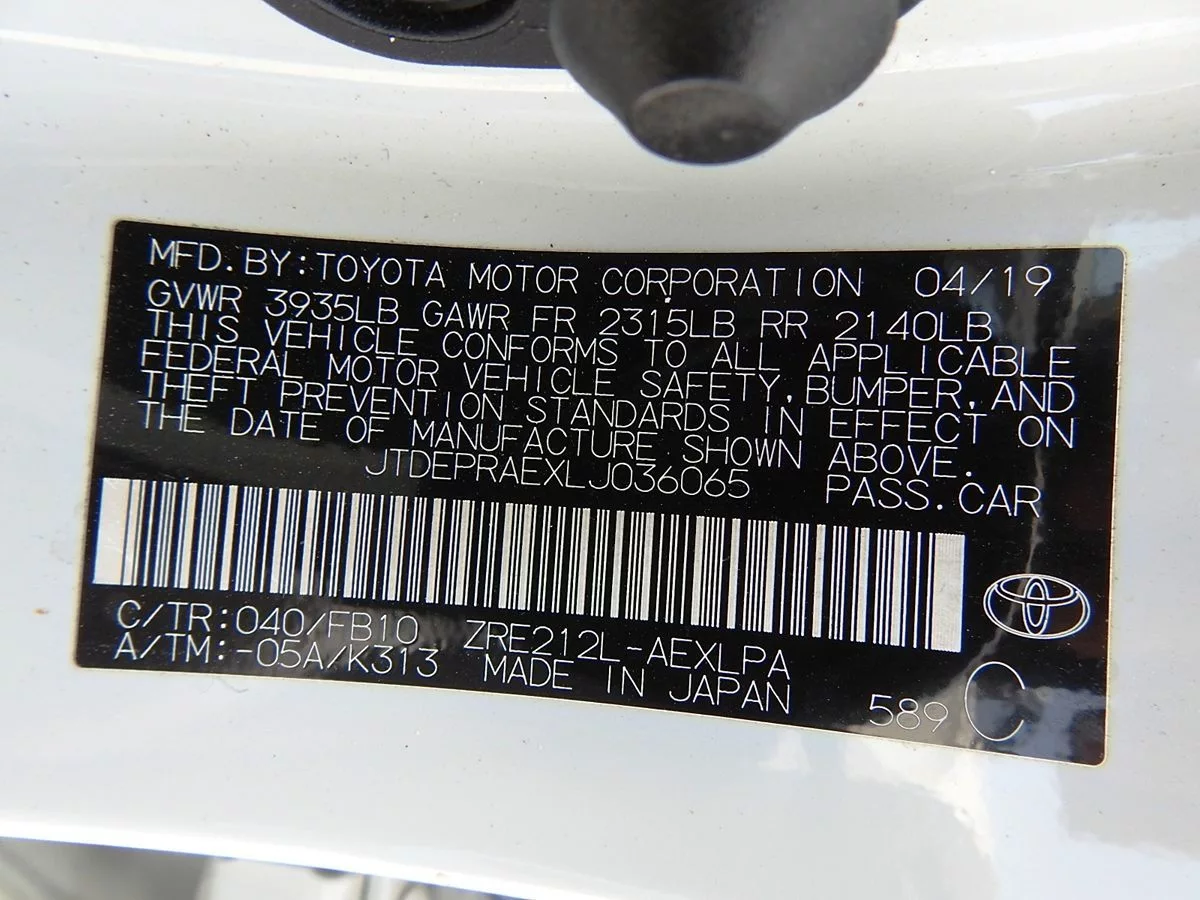 MFD.BY:TOYOTA MOTOR CORPORATION 04/19
GVWR 3935LB GAWR FR 2315LB RR 2140LB
THIS VEHICLE CONFORMS TO ALL APPLICABLE
FEDERAL MOTOR VEHICLE SAFETY, BUMPER, AND
THEFT PREVENTION STANDARDS IN EFFECT ON
THE DATE OF MANUFACTURE SHOWN ABOVE.
JTDEPRAEXLJ036065 PASS.CAR
C/TR:040/FB10 ZRE212L-AEXLPA
A/TM:-05A/K313 MADE IN JAPAN
589 C